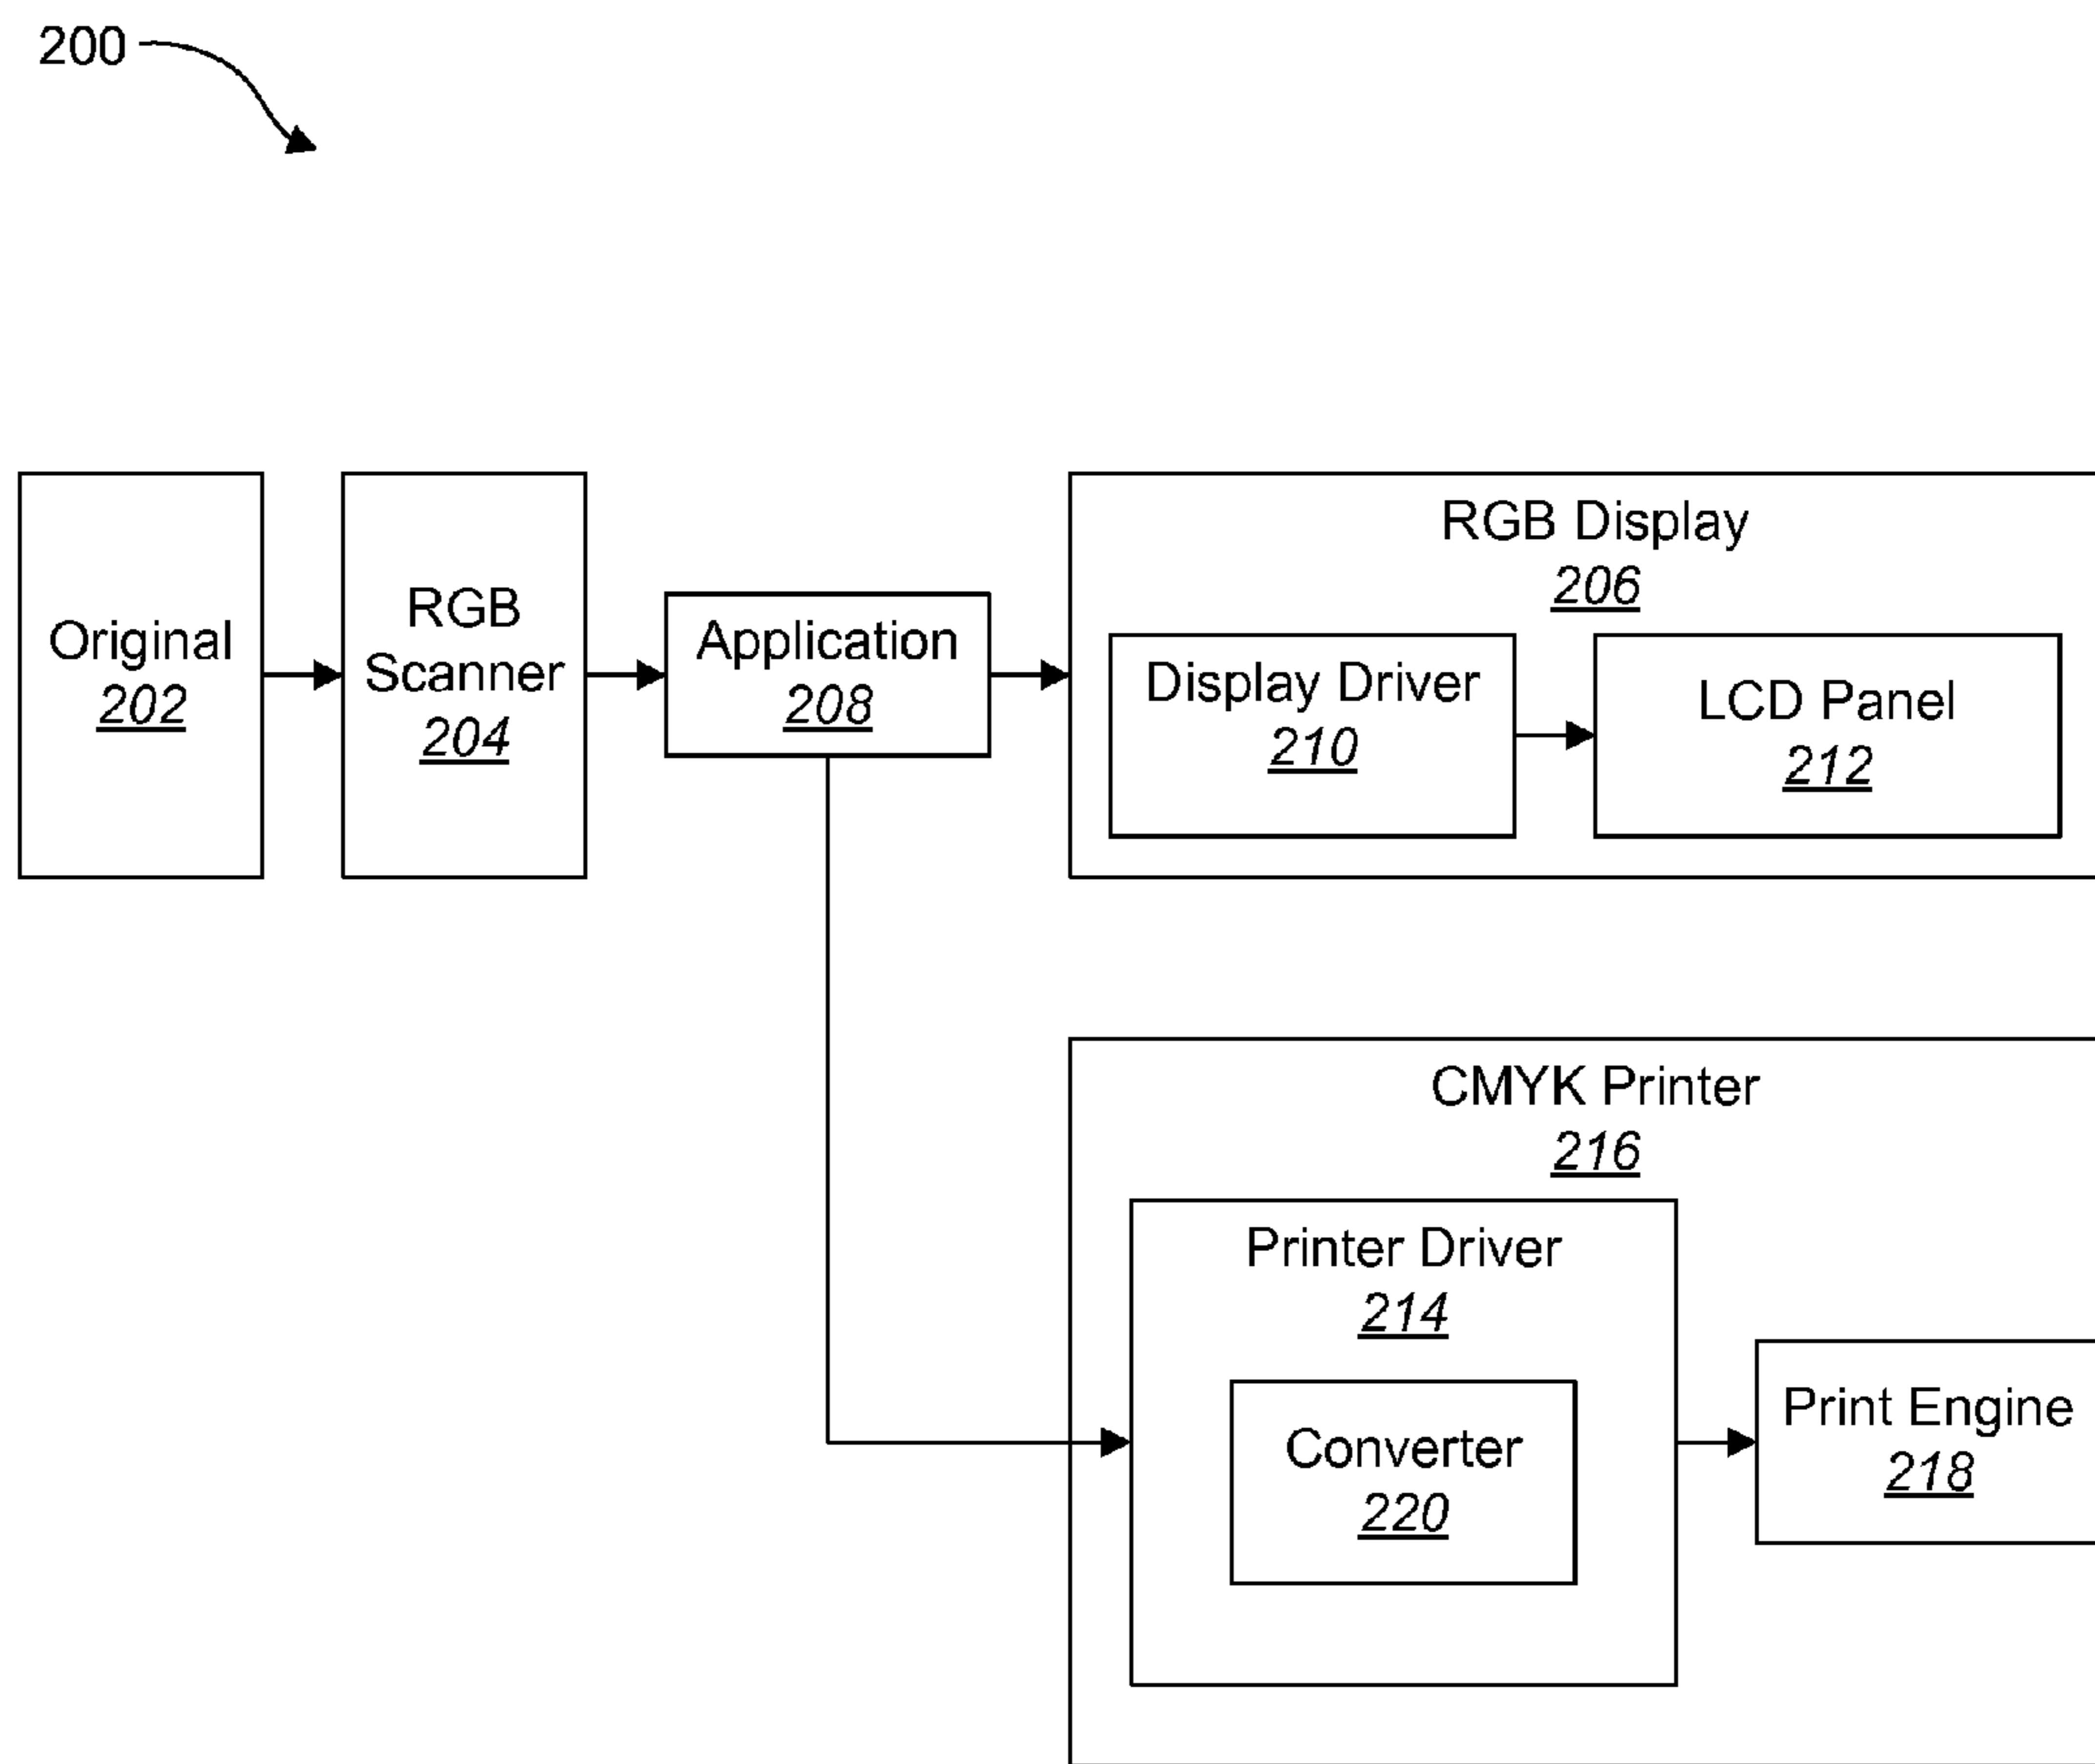 200
Original
202
RGB
Scanner
204
Application
208
RGB Display
206
Display Driver
210
LCD Panel
212
CMYK Printer
216
Printer Driver
214
Converter
220
Print Engine
218